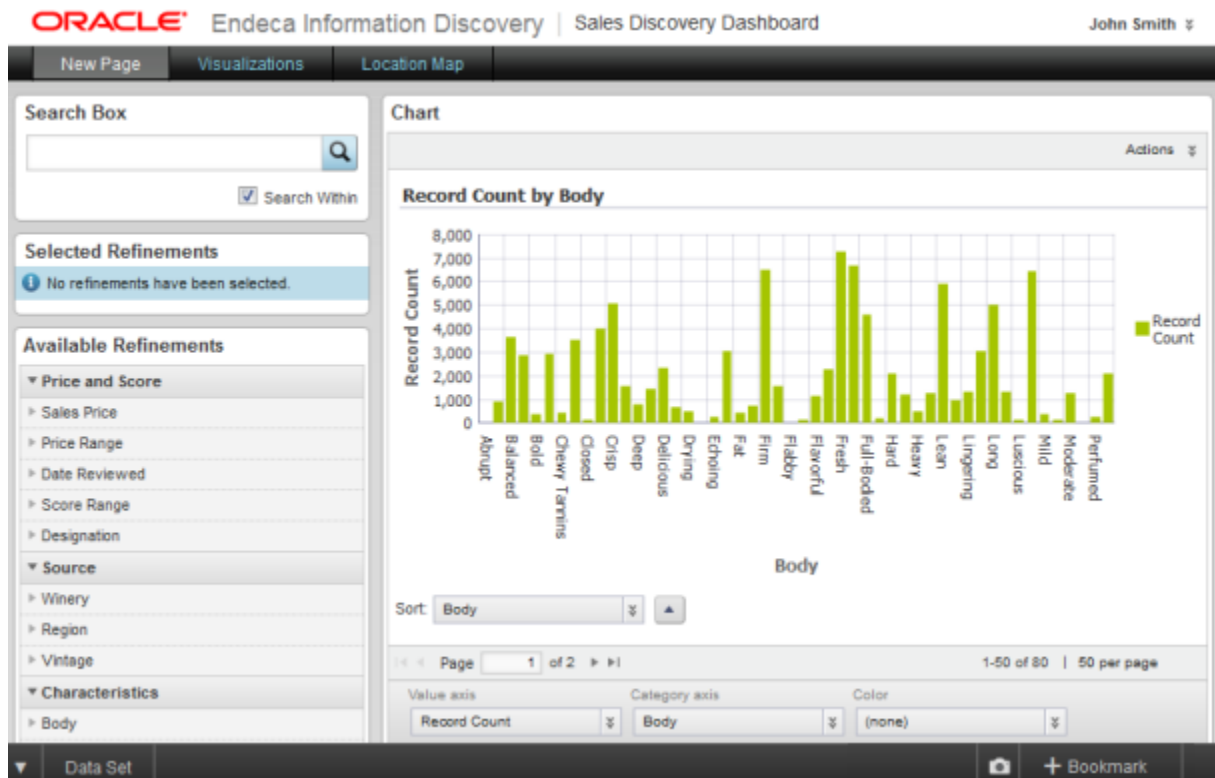 ORACLE Endeca Information Discovery | Sales Discovery Dashboard John Smith
New Page Visualizations Location Map
Search Box
Search Within
Selected Refinements
No refinements have been selected.
Available Refinements
Price and Score
Sales Price
Price Range
Date Reviewed
Score Range
Designation
Source
Winery
Region
Vintage
Characteristics
Body
Chart
Actions
Record Count by Body
Record Count
8,000
7,000
6,000
5,000
4,000
3,000
2,000
1,000
0
Abrupt
Balanced
Bold
Chewy Tannins
Closed
Crisp
Deep
Delicious
Drying
Echoing
Fat
Firm
Flabby
Flavorful
Fresh
Full-Bodied
Hard
Heavy
Lean
Lingering
Long
Luscious
Mild
Moderate
Perfumed
Body
Record
Count
Sort: Body
Page 1 of 2 1-50 of 80 | 50 per page
Value axis Category axis Color
Record Count Body (none)
Data Set + Bookmark